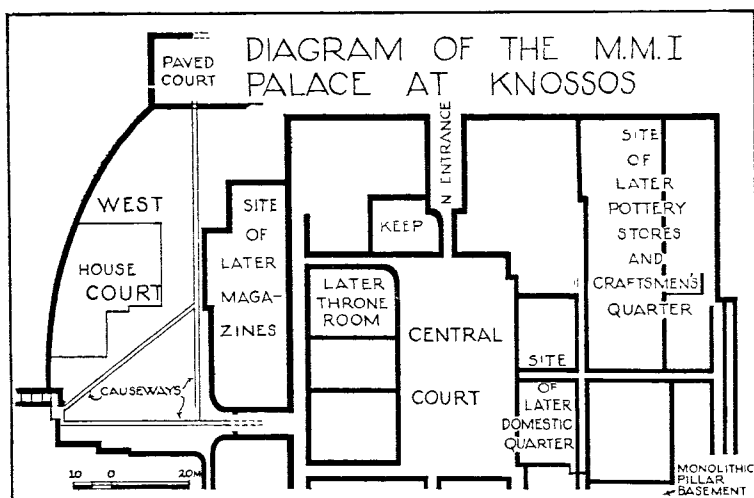 DIAGRAM OF THE M.M.I
PALACE AT KNOSSOS
PAVED
COURT
N ENTRANCE
WEST
COURT
HOUSE
SITE
OF
LATER
MAGA-
ZINES
KEEP
LATER
THRONE
ROOM
CENTRAL
COURT
SITE
OF
LATER
POTTERY
STORES
AND
CRAFTSMEN'S
QUARTER
SITE
OF LATER
DOMESTIC
QUARTER
CAUSEWAYS
10 0 20M
MONOLITHIC
PILLAR
BASEMENT